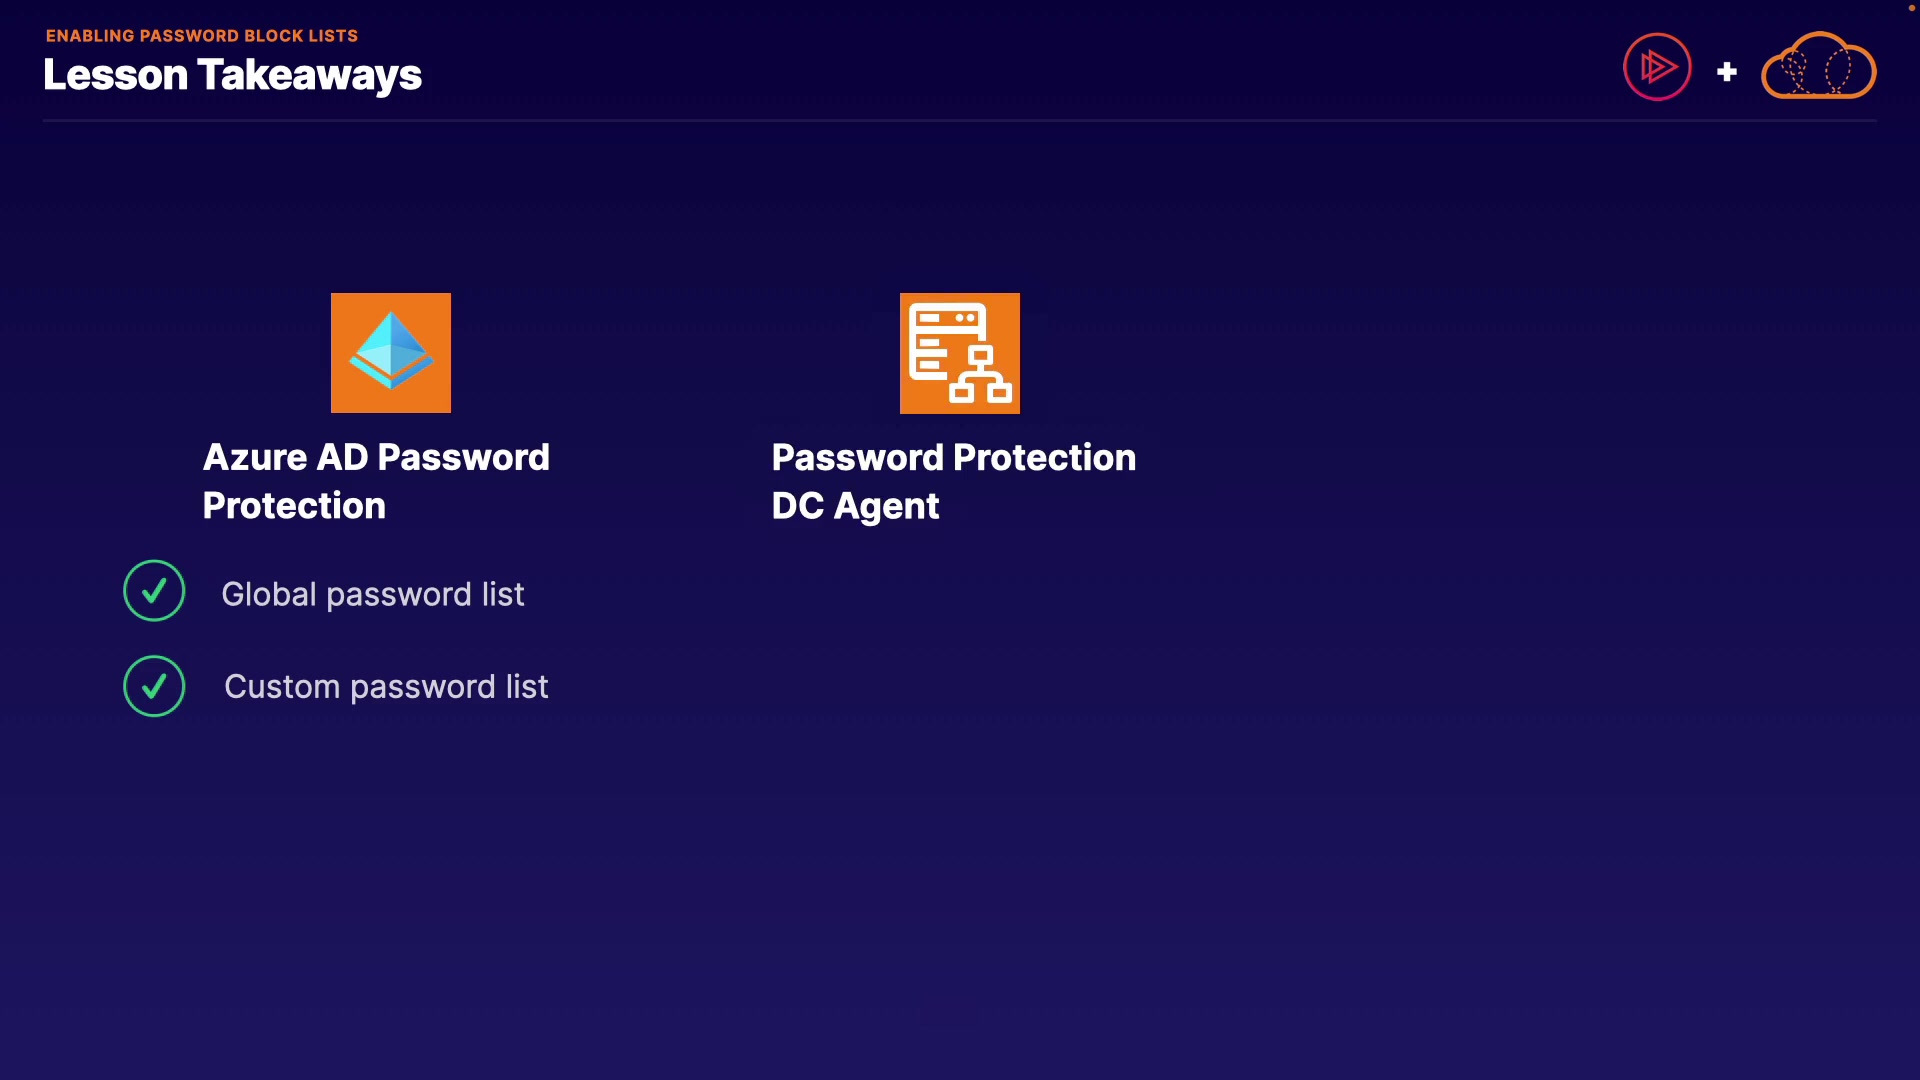 ENABLING PASSWORD BLOCK LISTS
Lesson Takeaways
Azure AD Password
Protection
Global password list
Custom password list
Password Protection
DC Agent